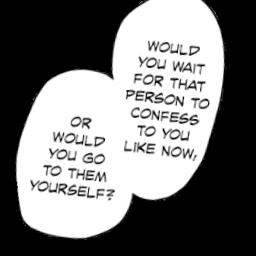 WOULD
YOU WAIT
FOR THAT
PERSON TO
CONFESS
TO YOU
LIKE NOW,
OR
WOULD
YOU GO
TO THEM
YOURSELF?